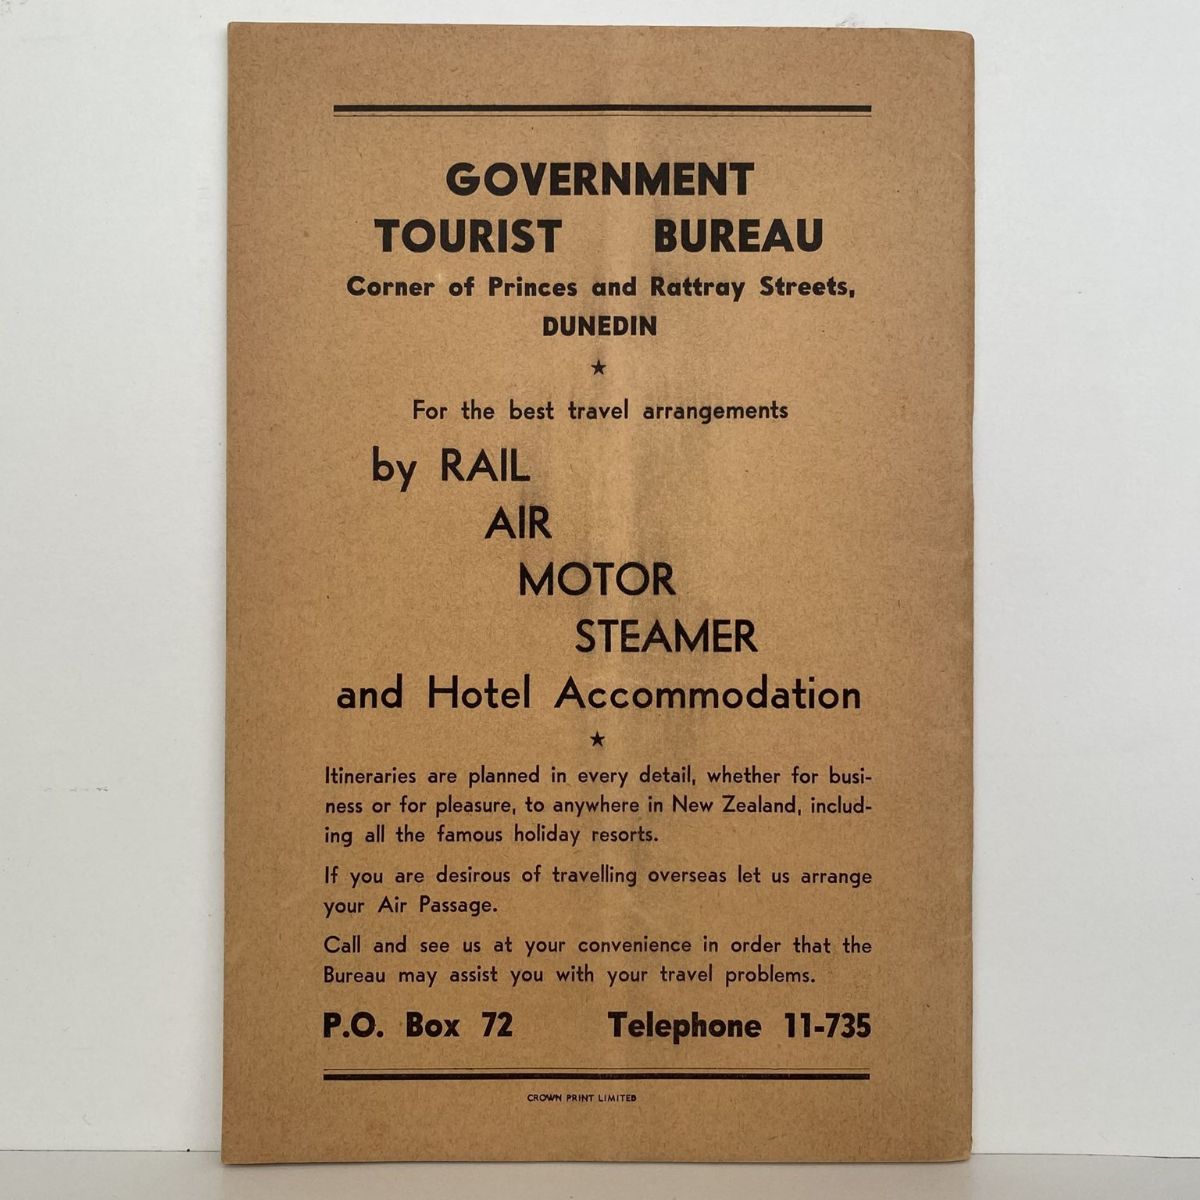 GOVERNMENT
TOURIST BUREAU
Corner of Princes and Rattray Streets,
DUNEDIN
★
For the best travel arrangements
by RAIL
AIR
MOTOR
STEAMER
and Hotel Accommodation
★
Itineraries are planned in every detail, whether for busi-
ness or for pleasure, to anywhere in New Zealand, includ-
ing all the famous holiday resorts.
If you are desirous of travelling overseas let us arrange
your Air Passage.
Call and see us at your convenience in order that the
Bureau may assist you with your travel problems.
P.O. Box 72 Telephone 11-735
CROWN PRINT LIMITED